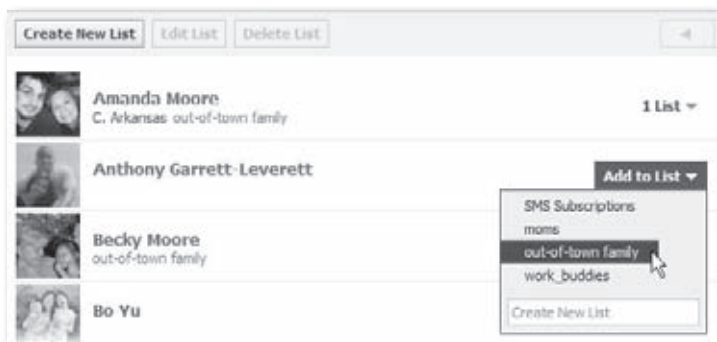 Create New List Edit List Delete List
Amanda Moore
C. Arkansas out-of-town family
1 List
Anthony Garrett-Leverett
Add to List
SMS Subscriptions
moms
out-of-town family
work_buddies
Create New List
Becky Moore
out-of-town family
Bo Yu